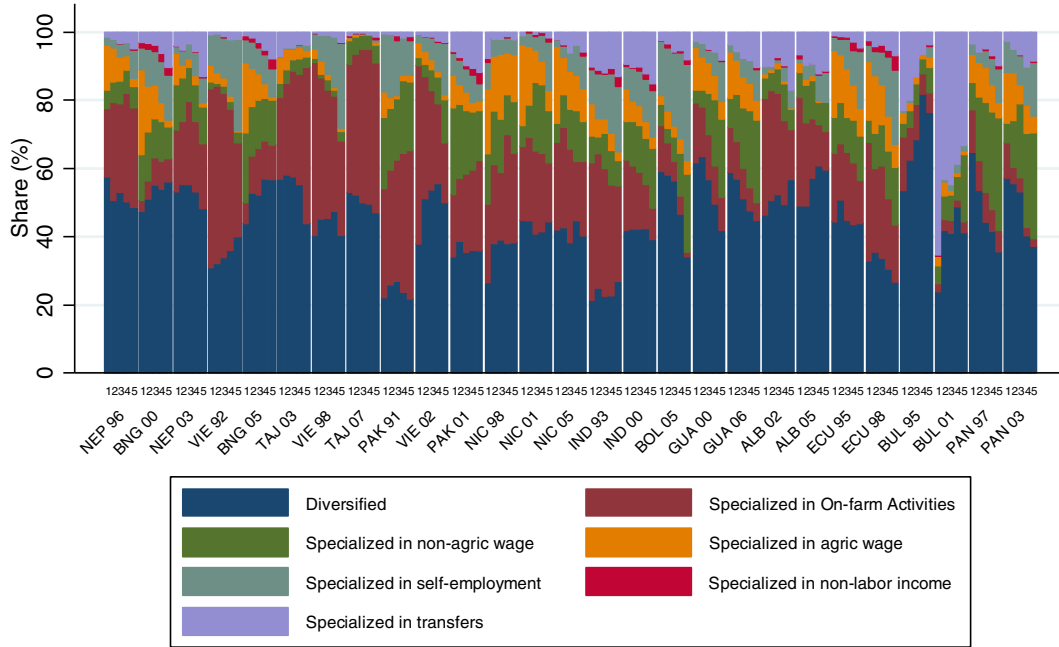 Share (%)
100
80
60
40
20
0
12345 12345 12345 12345 12345 12345 12345 12345 12345 12345 12345 12345 12345 12345 12345 12345 12345 12345 12345 12345 12345 12345 12345 12345 12345 12345 12345
NEP 96 BNG 00 NEP 03 VIE 92 BNG 05 TAJ 03 VIE 98 TAJ 07 PAK 91 VIE 02 PAK 01 NIC 98 NIC 01 NIC 05 IND 93 IND 00 BOL 05 GUA 00 GUA 06 ALB 02 ALB 05 ECU 95 ECU 98 BUL 95 BUL 01 PAN 97 PAN 03
Diversified
Specialized in On-farm Activities
Specialized in non-agric wage
Specialized in agric wage
Specialized in self-employment
Specialized in non-labor income
Specialized in transfers